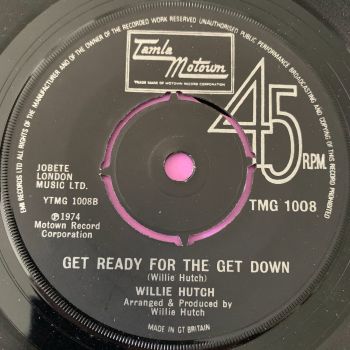 EMI RECORDS LTD. ALL RIGHTS OF THE MANUFACTURER AND OF THE OWNER OF THE RECORDED WORK RESERVED UNAUTHORISED PUBLIC PERFORMANCE BROADCASTING AND COPYING OF THIS RECORD PROHIBITED
Tamla
Motown
TRADE MARK OF MOTOWN RECORD CORPORATION
45
R.P.M.
JOBETE
LONDON
MUSIC LTD.
YTMG 1008B
TMG 1008
℗1974
Motown Record
Corporation
GET READY FOR THE GET DOWN
(Willie Hutch)
WILLIE HUTCH
Arranged & Produced by
Willie Hutch
MADE IN GT BRITAIN